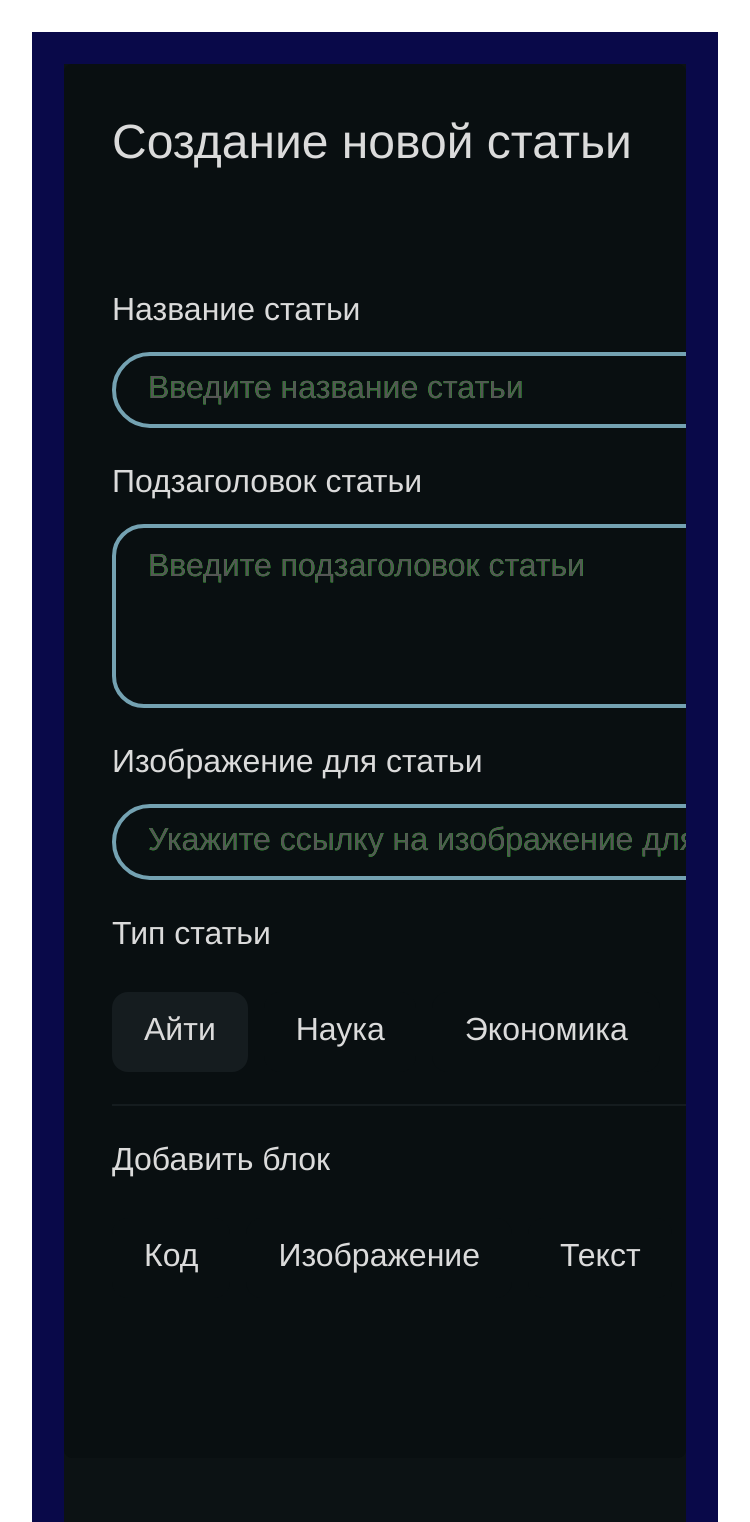 Создание новой статьи
Название статьи
Введите название статьи
Подзаголовок статьи
Введите подзаголовок статьи
Изображение для статьи
Укажите ссылку на изображение для
Тип статьи
Айти Наука Экономика
Добавить блок
Код Изображение Текст